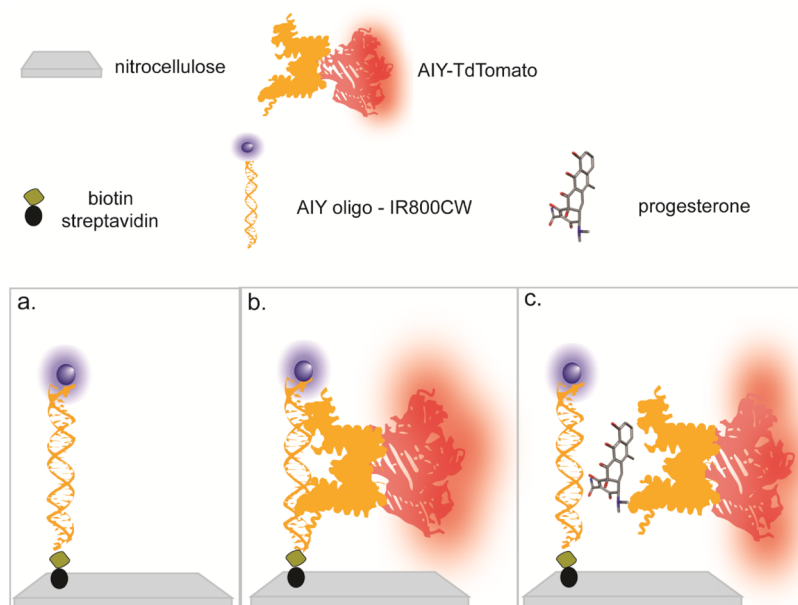 nitrocellulose
AIY-TdTomato
biotin
streptavidin
AIY oligo - IR800CW
progesterone
a.
b.
c.